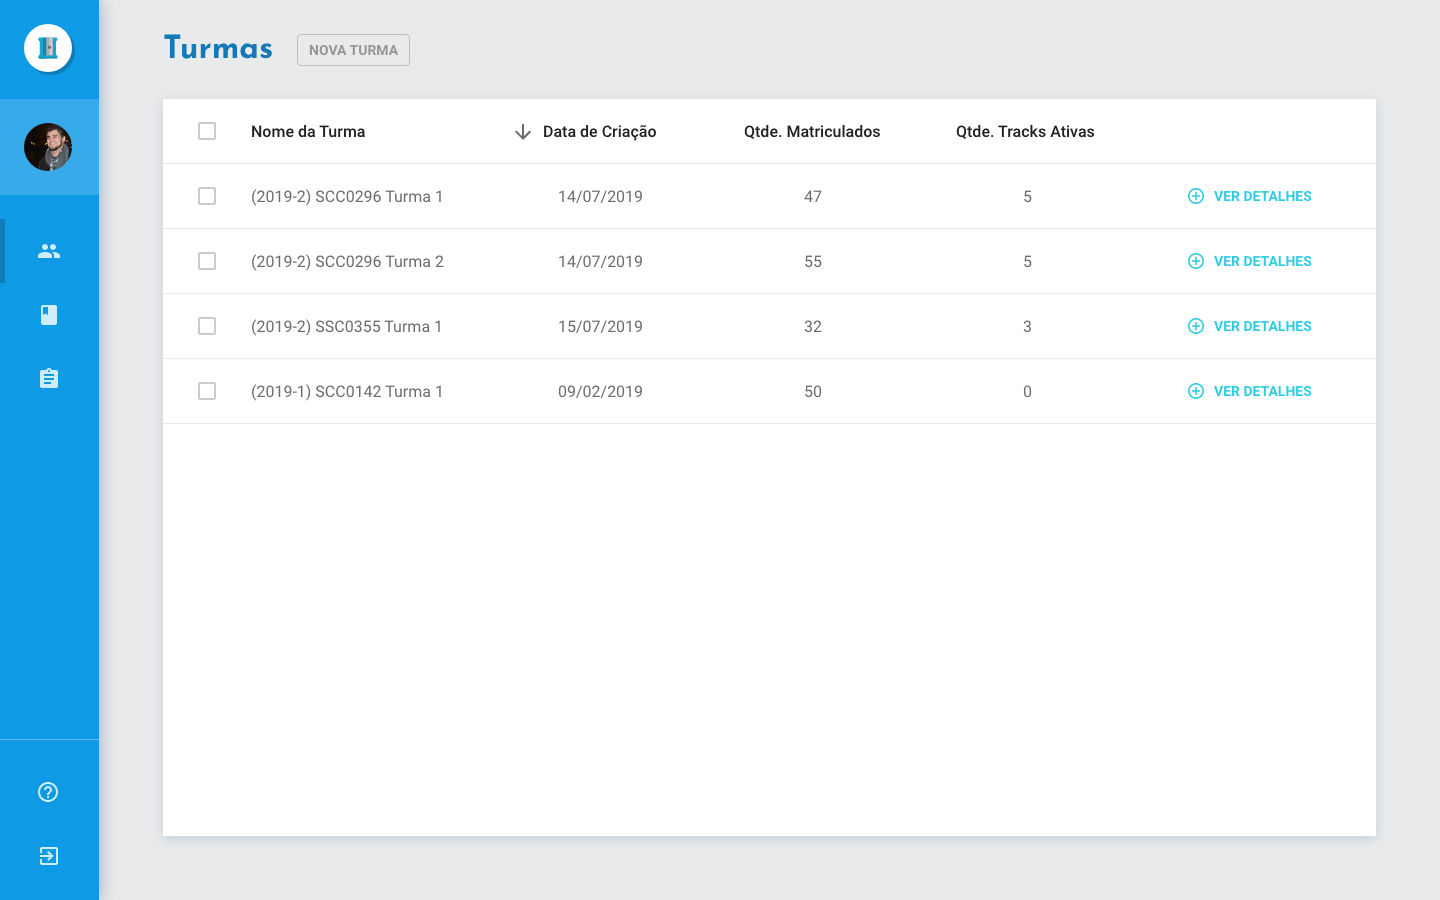 Turmas NOVA TURMA
Nome da Turma Data de Criação Qtde. Matriculados Qtde. Tracks Ativas
(2019-2) SCC0296 Turma 1 14/07/2019 47 5 VER DETALHES
(2019-2) SCC0296 Turma 2 14/07/2019 55 5 VER DETALHES
(2019-2) SSC0355 Turma 1 15/07/2019 32 3 VER DETALHES
(2019-1) SCC0142 Turma 1 09/02/2019 50 0 VER DETALHES